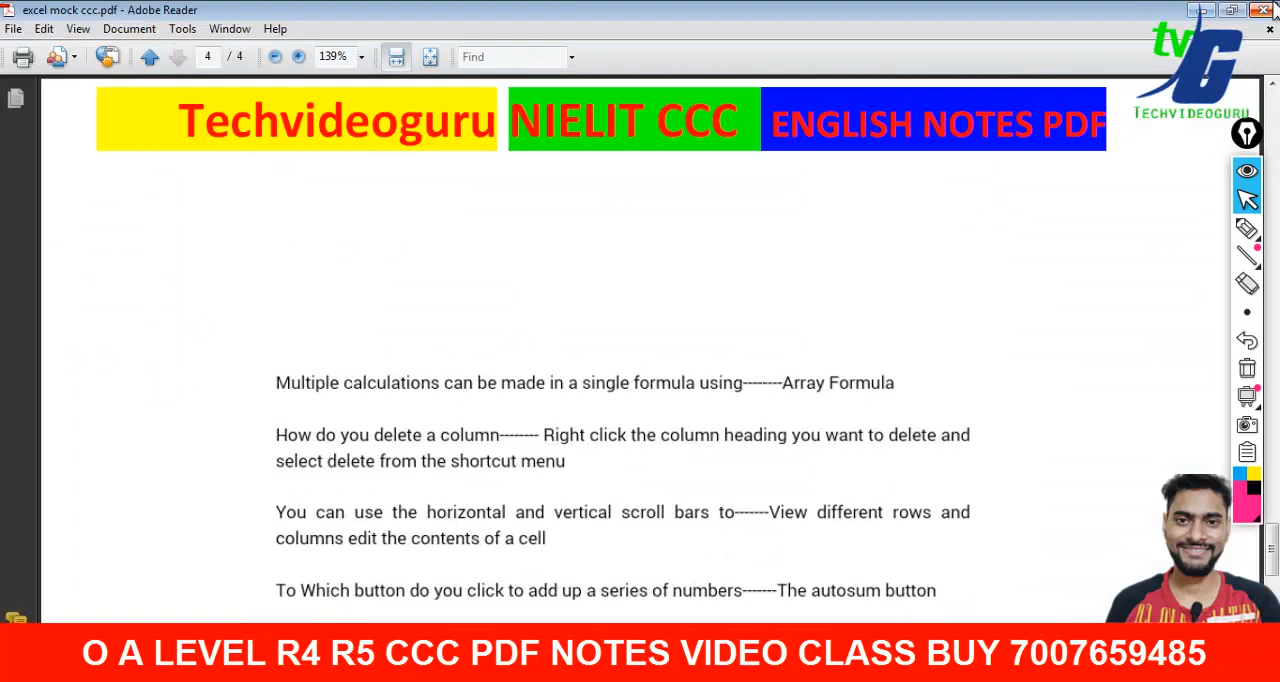 excel mock ccc.pdf - Adobe Reader
File Edit View Document Tools Window Help
4 / 4 139% Find
tv G
TECHVIDEOGURU
Techvideoguru NIELIT CCC ENGLISH NOTES PDF
Multiple calculations can be made in a single formula using--------Array Formula
How do you delete a column-------- Right click the column heading you want to delete and
select delete from the shortcut menu
You can use the horizontal and vertical scroll bars to-------View different rows and
columns edit the contents of a cell
To Which button do you click to add up a series of numbers-------The autosum button
O A LEVEL R4 R5 CCC PDF NOTES VIDEO CLASS BUY 7007659485